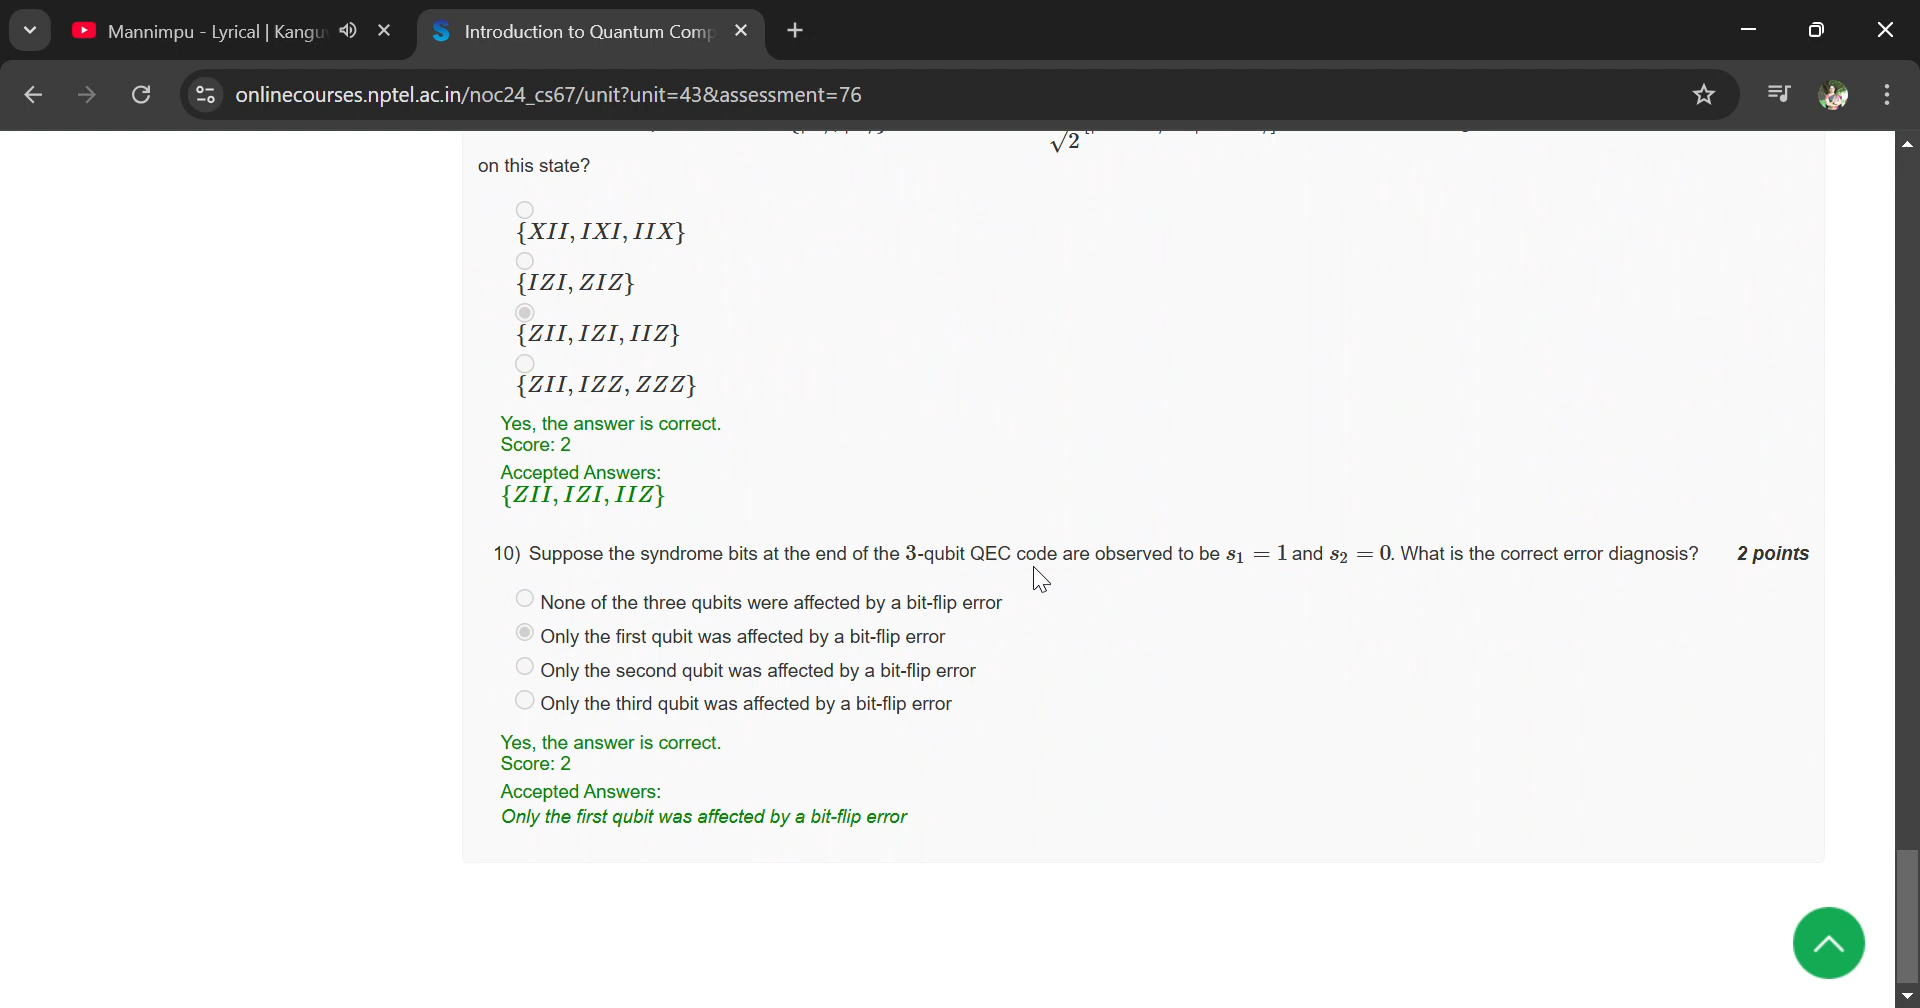 Mannimpu - Lyrical | Kangu
Introduction to Quantum Comp
onlinecourses.nptel.ac.in/noc24_cs67/unit?unit=43&assessment=76
√2
on this state?
{XII, IXI, IIX}
{IZI, ZIZ}
{ZII, IZI, IIZ}
{ZII, IZZ, ZZZ}
Yes, the answer is correct.
Score: 2
Accepted Answers:
{ZII, IZI, IIZ}
10) Suppose the syndrome bits at the end of the 3-qubit QEC code are observed to be s₁ = 1 and s₂ = 0. What is the correct error diagnosis? 2 points
None of the three qubits were affected by a bit-flip error
Only the first qubit was affected by a bit-flip error
Only the second qubit was affected by a bit-flip error
Only the third qubit was affected by a bit-flip error
Yes, the answer is correct.
Score: 2
Accepted Answers:
Only the first qubit was affected by a bit-flip error